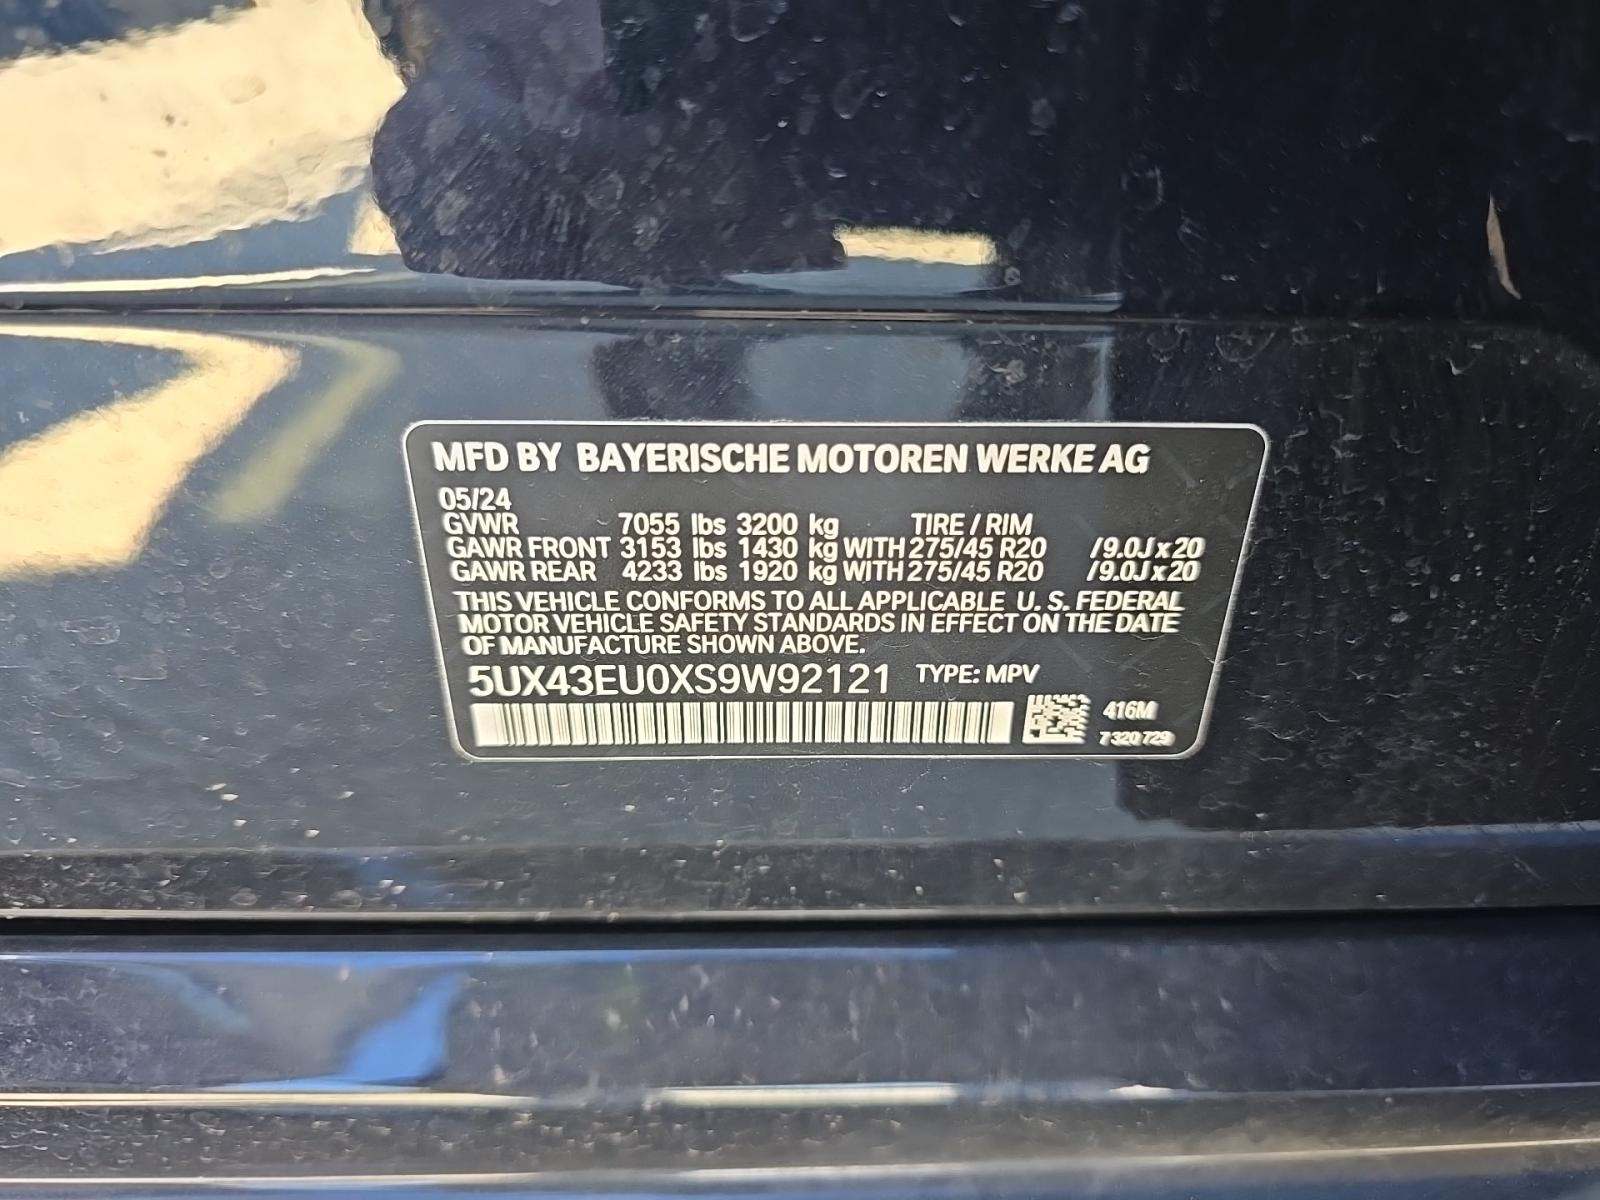 MFD BY BAYERISCHE MOTOREN WERKE AG
05/24
GVWR 7055 lbs 3200 kg TIRE / RIM
GAWR FRONT 3153 lbs 1430 kg WITH 275/45 R20 / 9.0J x 20
GAWR REAR 4233 lbs 1920 kg WITH 275/45 R20 / 9.0J x 20
THIS VEHICLE CONFORMS TO ALL APPLICABLE U. S. FEDERAL
MOTOR VEHICLE SAFETY STANDARDS IN EFFECT ON THE DATE
OF MANUFACTURE SHOWN ABOVE.
5UX43EU0XS9W92121 TYPE: MPV
416M
7 320 729